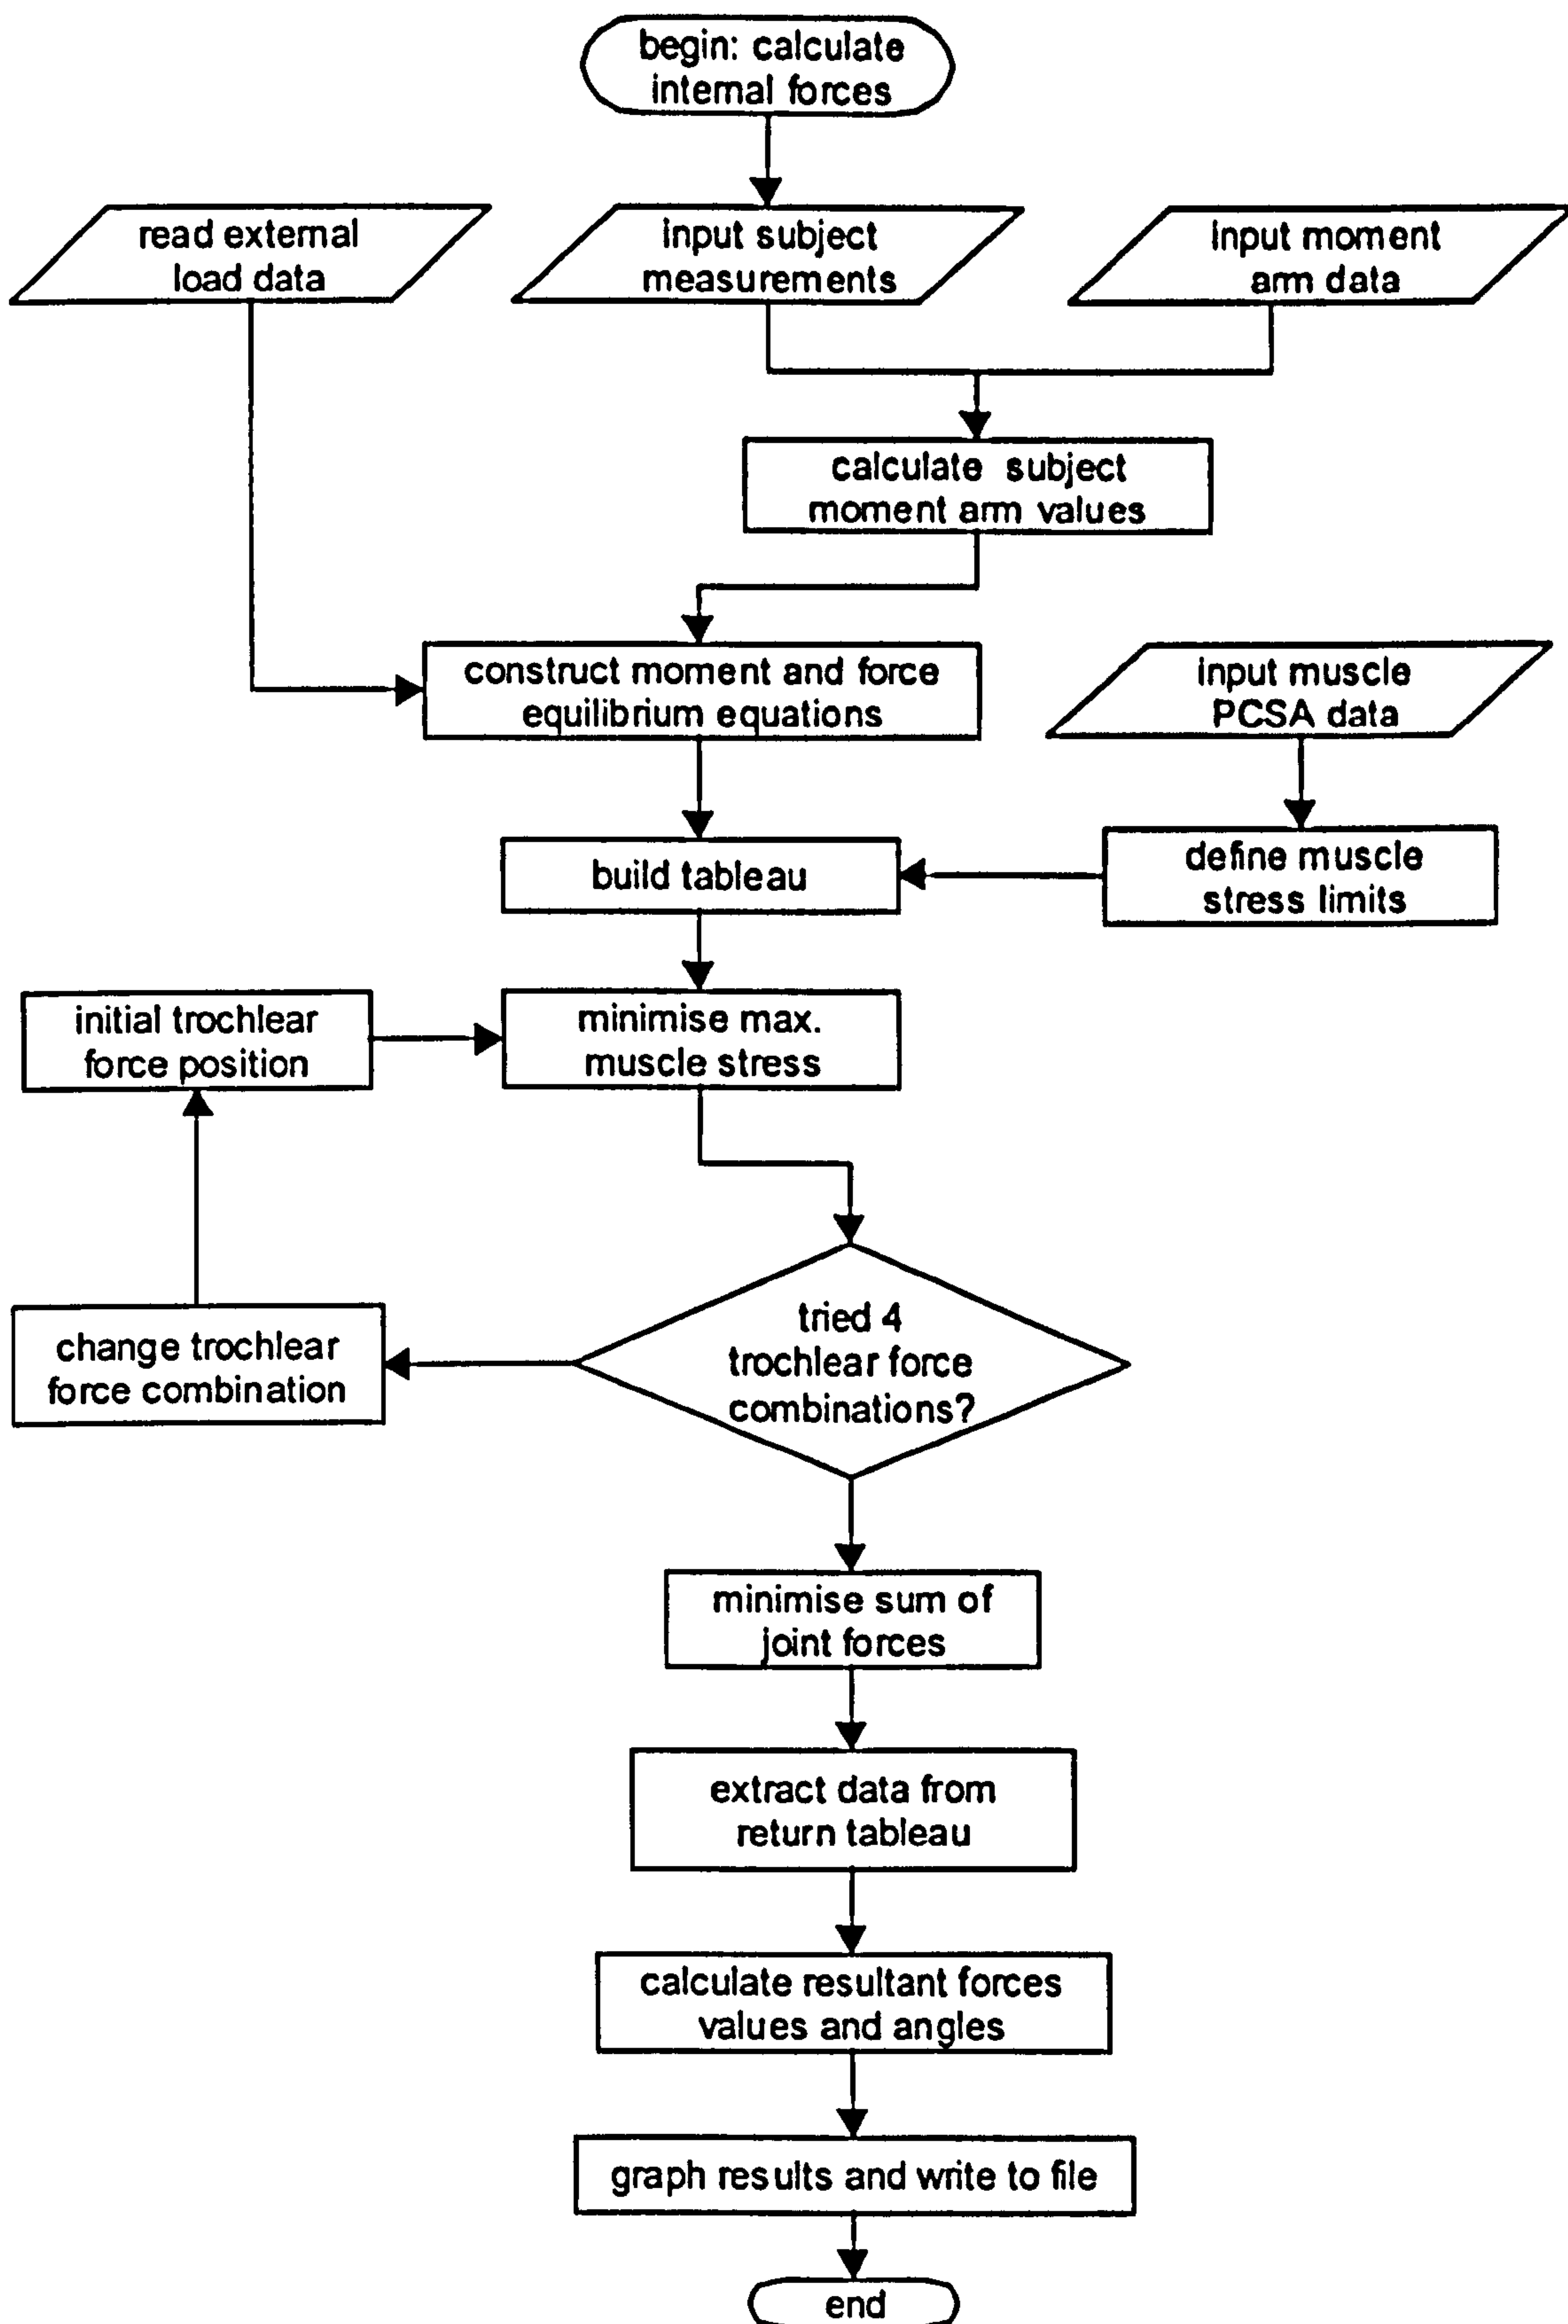 begin: calculate
internal forces
read external
load data
input subject
measurements
input moment
arm data
calculate subject
moment arm values
construct moment and force
equilibrium equations
input muscle
PCSA data
build tableau
define muscle
stress limits
initial trochlear
force position
minimise max.
muscle stress
change trochlear
force combination
tried 4
trochlear force
combinations?
minimise sum of
joint forces
extract data from
return tableau
calculate resultant forces
values and angles
graph results and write to file
end